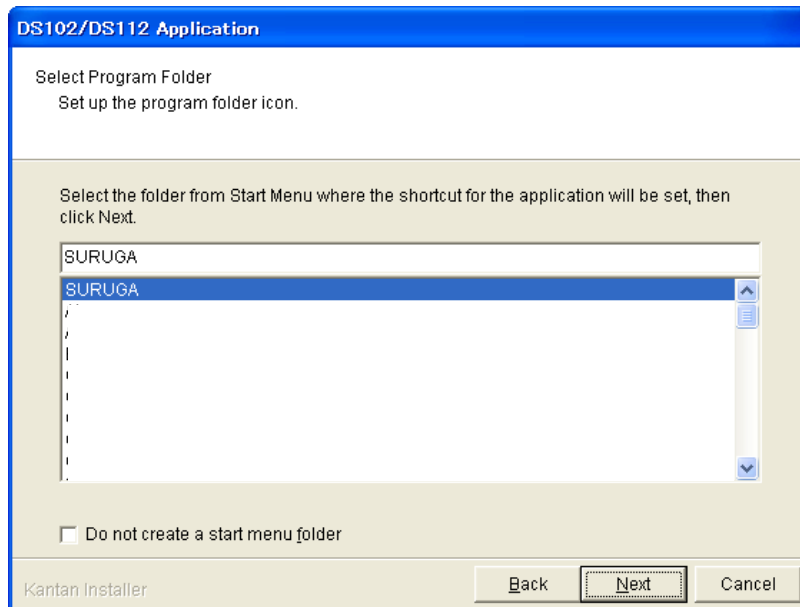 DS102/DS112 Application
Select Program Folder
Set up the program folder icon.
Select the folder from Start Menu where the shortcut for the application will be set, then
click Next.
SURUGA
SURUGA
Do not create a start menu folder
Kantan Installer
Back
Next
Cancel